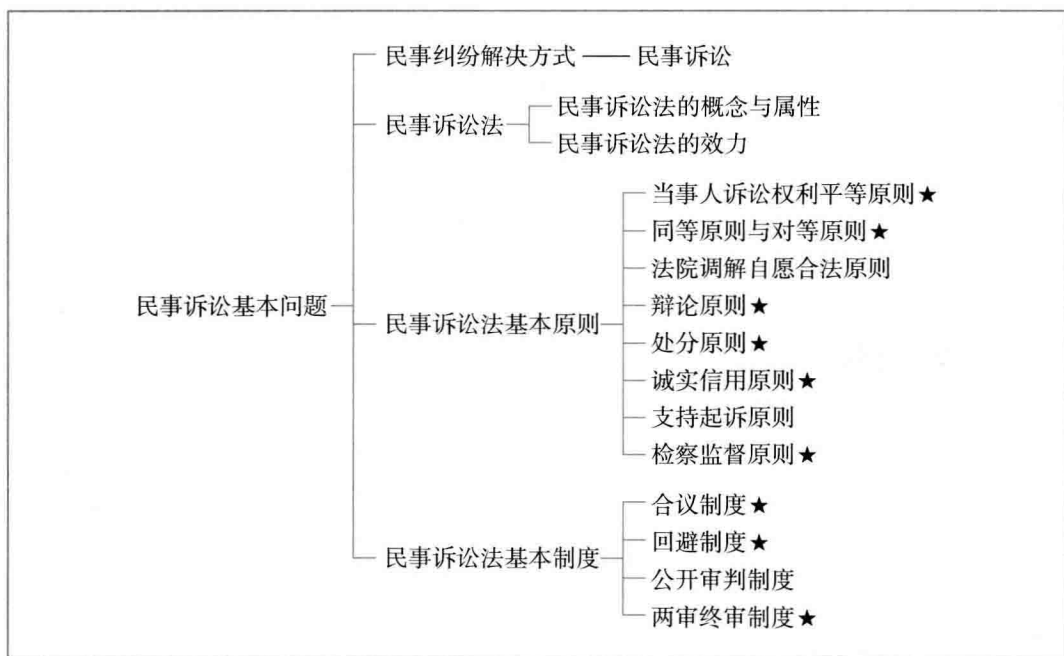 民事纠纷解决方式——民事诉讼
民事诉讼法
民事诉讼法的概念与属性
民事诉讼法的效力
民事诉讼基本问题
民事诉讼法基本原则
当事人诉讼权利平等原则★
同等原则与对等原则★
法院调解自愿合法原则
辩论原则★
处分原则★
诚实信用原则★
支持起诉原则
检察监督原则★
民事诉讼法基本制度
合议制度★
回避制度★
公开审判制度
两审终审制度★